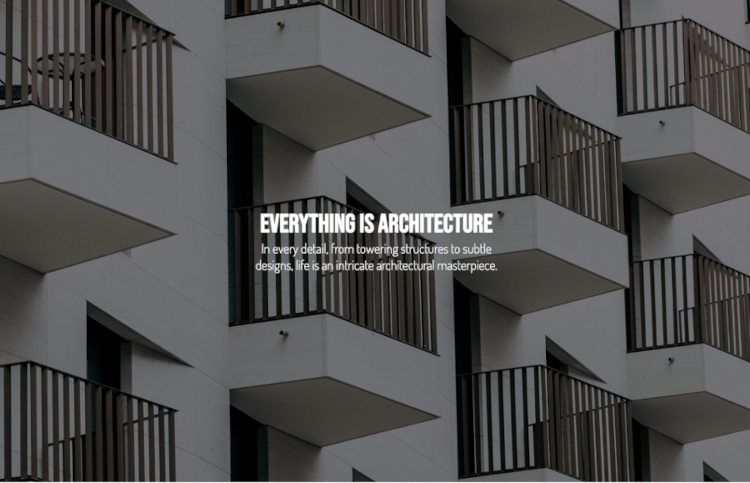 EVERYTHING IS ARCHITECTURE
In every detail, from towering structures to subtle
designs, life is an intricate architectural masterpiece.